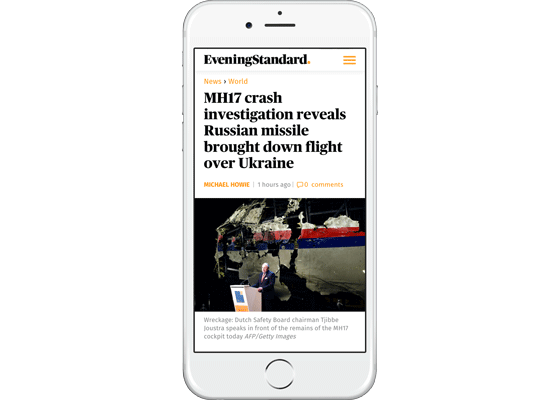 EveningStandard.
News › World
MH17 crash
investigation reveals
Russian missile
brought down flight
over Ukraine
MICHAEL HOWIE | 1 hours ago | 0 comments
Wreckage: Dutch Safety Board chairman Tjibbe
Joustra speaks in front of the remains of the MH17
cockpit today AFP/Getty Images